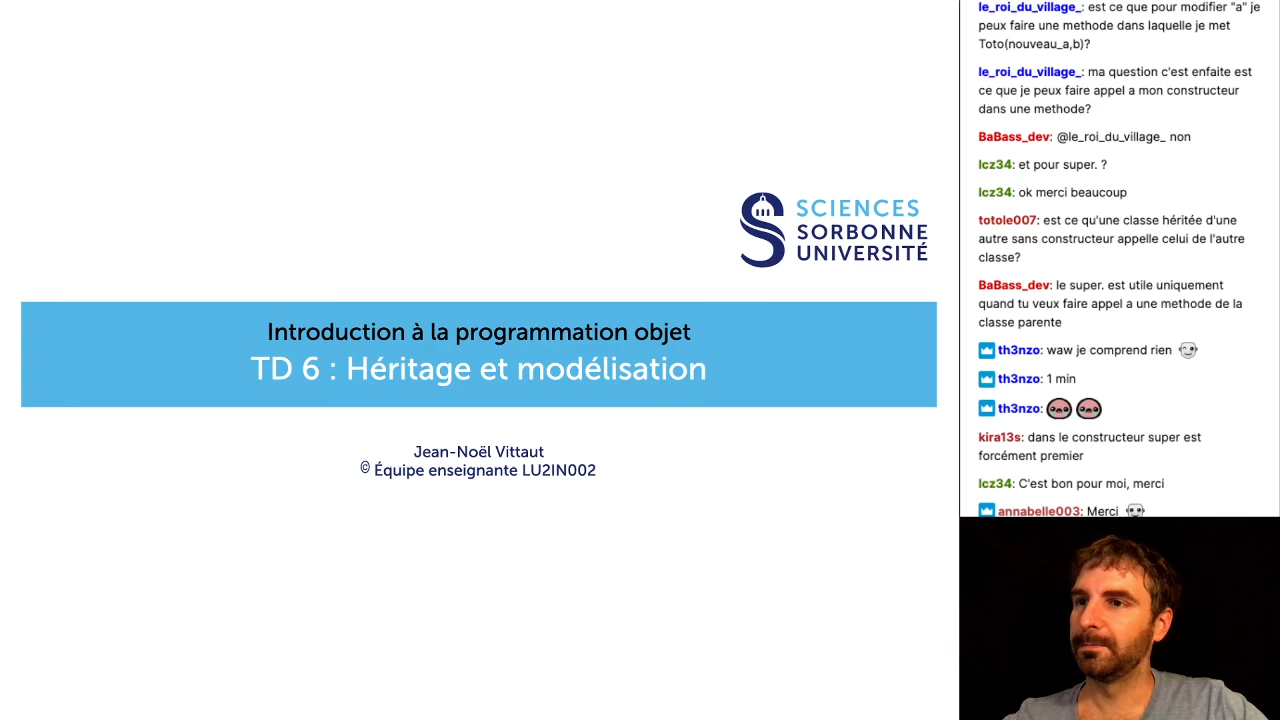 SCIENCES
SORBONNE
UNIVERSITÉ
Introduction à la programmation objet
TD 6 : Héritage et modélisation
Jean-Noël Vittaut
© Équipe enseignante LU2IN002
le_roi_du_village_: est ce que pour modifier "a" je
peux faire une methode dans laquelle je met
Toto(nouveau_a,b)?
le_roi_du_village_: ma question c'est enfaite est
ce que je peux faire appel a mon constructeur
dans une methode?
BaBass_dev: @le_roi_du_village_ non
lcz34: et pour super. ?
lcz34: ok merci beaucoup
totole007: est ce qu'une classe héritée d'une
autre sans constructeur appelle celui de l'autre
classe?
BaBass_dev: le super. est utile uniquement
quand tu veux faire appel a une methode de la
classe parente
th3nzo: waw je comprend rien
th3nzo: 1 min
th3nzo:
kira13s: dans le constructeur super est
forcément premier
lcz34: C'est bon pour moi, merci
annabelle003: Merci